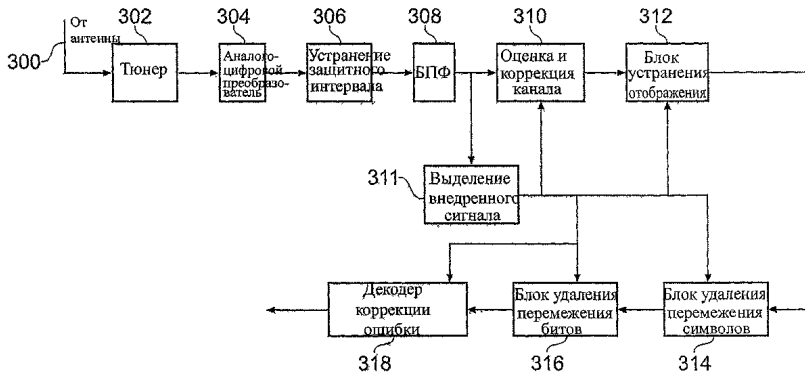 От
антенны
300
302
Тюнер
304
Аналого-
цифровой
преобразо-
ватель
306
Устранение
защитного
интервала
308
БПФ
310
Оценка и
коррекция
канала
312
Блок
устранения
отображения
311
Выделение
внедренного
сигнала
Декодер
коррекции
ошибки
318
Блок удаления
перемежения
битов
316
Блок удаления
перемежения
символов
314